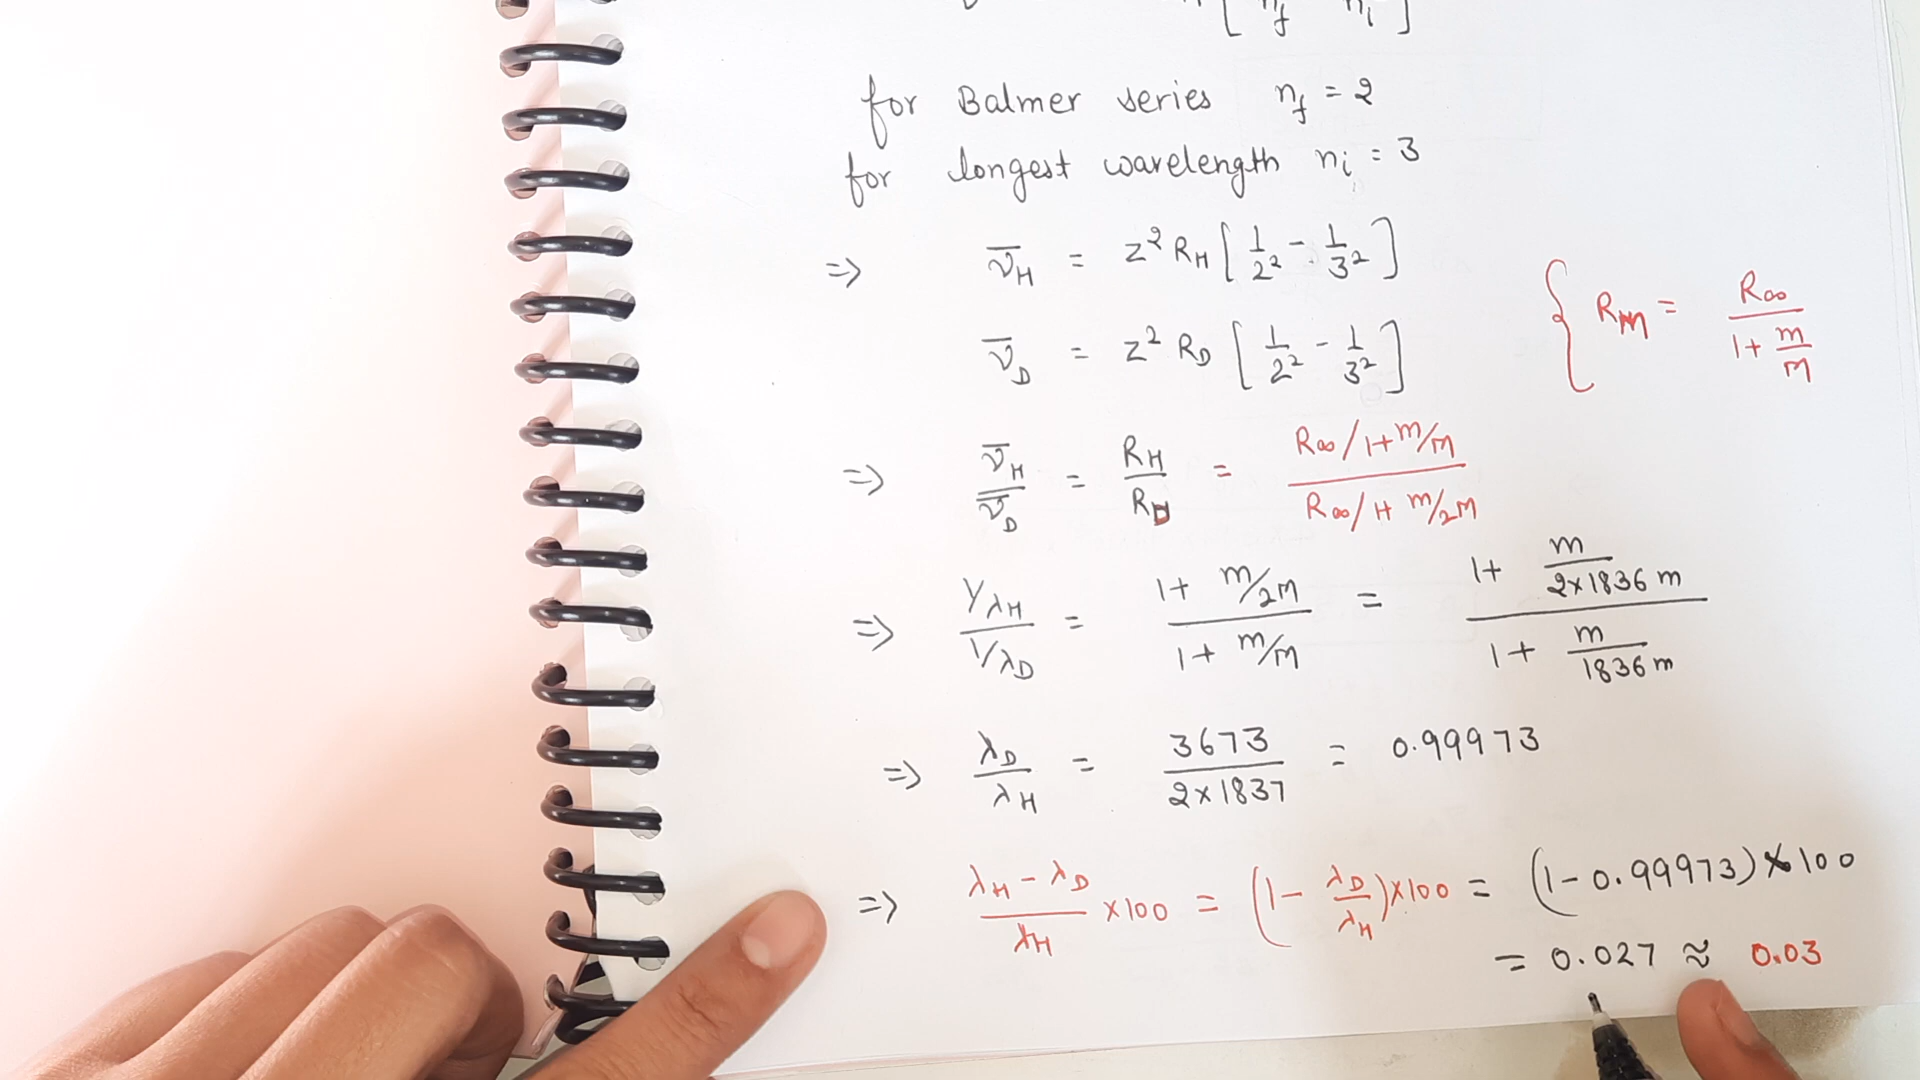 [ n_f n_i ]
for Balmer series n_f = 2
for longest wavelength n_i = 3
=> ν̅_H = Z² R_H [ 1/2² - 1/3² ]
{ R_M = R∞ / (1 + m/M)
ν̅_D = Z² R_D [ 1/2² - 1/3² ]
=> ν̅_H / ν̅_D = R_H / R_D = (R∞ / 1+m/M) / (R∞ / 1+ m/2M)
=> (1/λ_H) / (1/λ_D) = (1 + m/2M) / (1 + m/M) = (1 + m/(2×1836 m)) / (1 + m/(1836 m))
=> λ_D / λ_H = 3673 / (2×1837) = 0.99973
=> (λ_H - λ_D) / λ_H ×100 = (1 - λ_D/λ_H)×100 = (1-0.99973)×100
= 0.027 ≈ 0.03